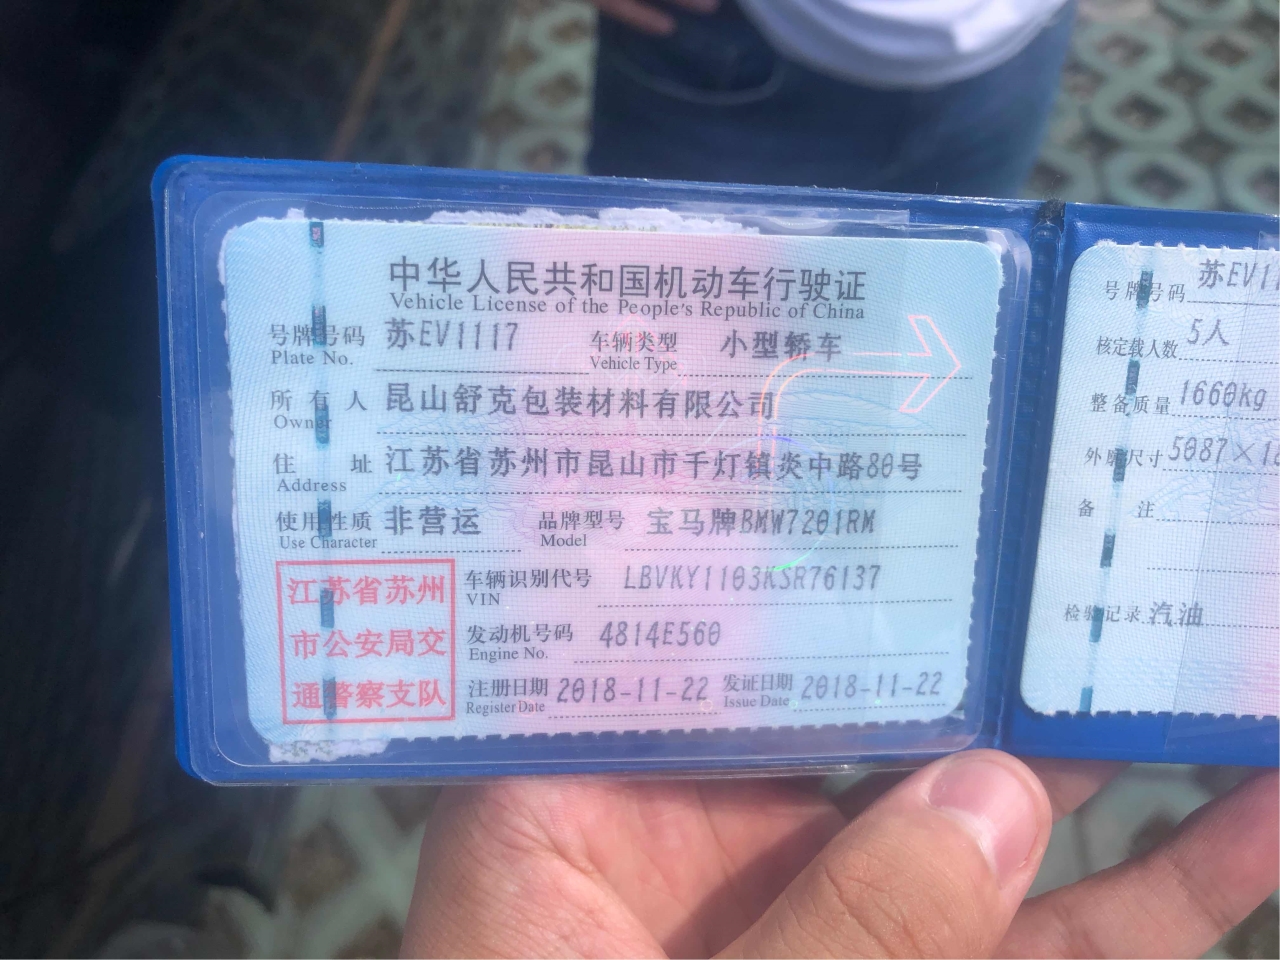 中华人民共和国机动车行驶证
Vehicle License of the People's Republic of China
号牌号码 苏EV1117 车辆类型 小型轿车
Plate No. Vehicle Type
所有人 昆山舒克包装材料有限公司
Owner
住址 江苏省苏州市昆山市千灯镇炎中路80号
Address
使用性质 非营运 品牌型号 宝马牌BMW7201RM
Use Character Model
江苏省苏州
市公安局交
通警察支队
车辆识别代号 LBVKY1103KSR76137
VIN
发动机号码 4814E560
Engine No.
注册日期 2018-11-22 发证日期 2018-11-22
Register Date Issue Date
号牌号码 苏EV11
核定载人数 5人
整备质量 1660kg
外廓尺寸 5087×18
备注
检验记录 汽油